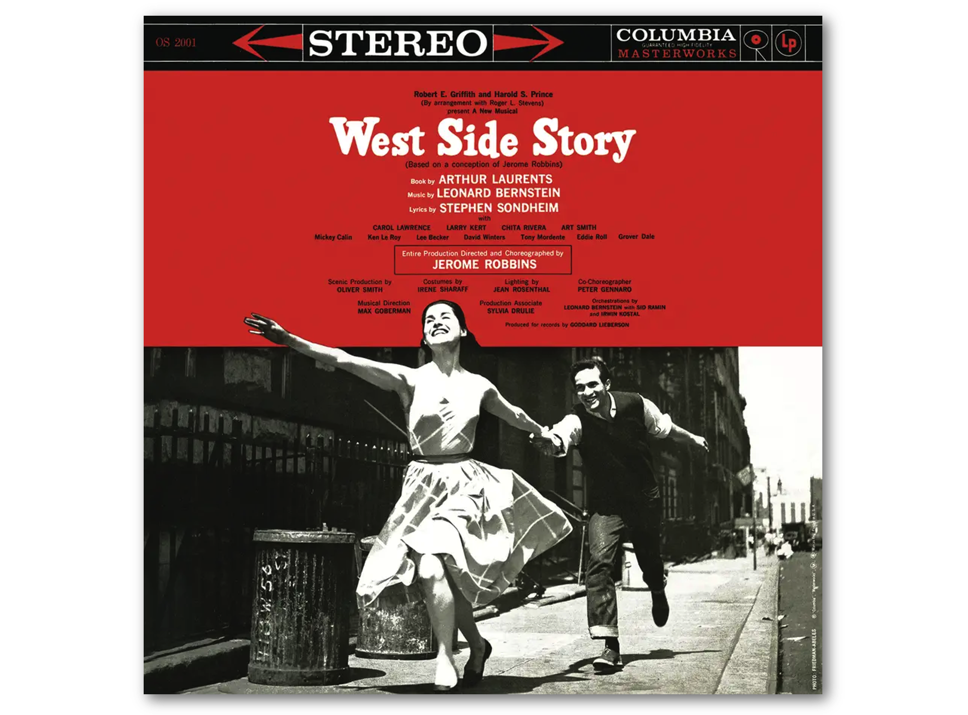 OS 2001
STEREO
COLUMBIA
GUARANTEED HIGH FIDELITY
MASTERWORKS
Lp
Robert E. Griffith and Harold S. Prince
(By arrangement with Roger L. Stevens)
present A New Musical
West Side Story
(Based on a conception of Jerome Robbins)
Book by ARTHUR LAURENTS
Music by LEONARD BERNSTEIN
Lyrics by STEPHEN SONDHEIM
with
CAROL LAWRENCE LARRY KERT CHITA RIVERA ART SMITH
Mickey Calin Ken Le Roy Lee Becker David Winters Tony Mordente Eddie Roll Grover Dale
Entire Production Directed and Choreographed by
JEROME ROBBINS
Scenic Production by
OLIVER SMITH
Costumes by
IRENE SHARAFF
Lighting by
JEAN ROSENTHAL
Co-Choreographer
PETER GENNARO
Musical Direction
MAX GOBERMAN
Production Associate
SYLVIA DRULIE
Orchestrations by
LEONARD BERNSTEIN with SID RAMIN
and IRWIN KOSTAL
Produced for records by GODDARD LIEBERSON
PHOTO: FRIEDMAN-ABELES